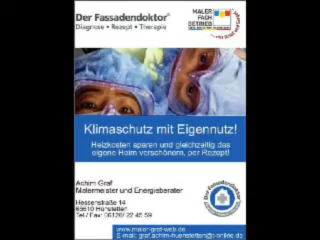 Der Fassadendoktor®
Diagnose • Rezept • Therapie
MALER
FACH
BETRIEB
Klimaschutz mit Eigennutz!
Heizkosten sparen und gleichzeitig das
eigene Heim verschönern, per Rezept!
Achim Graf
Malermeister und Energieberater
Hessenstraße 14
65510 Hünstetten
Tel / Fax: 06126/ 22 45 59
Der Fassadendoktor
www.maler-graf-web.de
E-mail: graf.achim-huenstetten@t-online.de